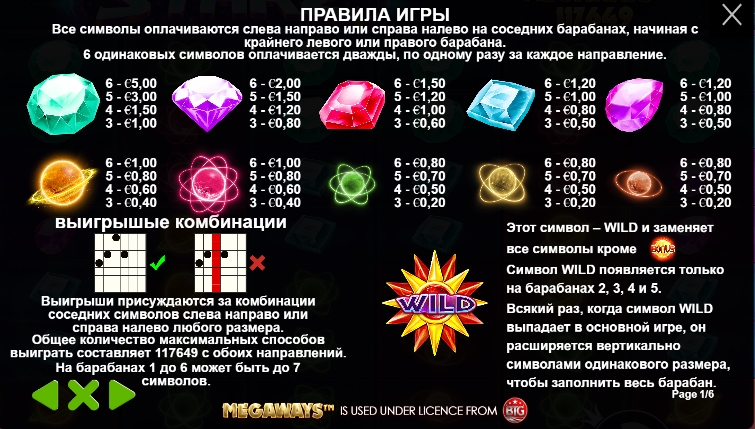 117649
ПРАВИЛА ИГРЫ
Все символы оплачиваются слева направо или справа налево на соседних барабанах, начиная с
крайнего левого или правого барабана.
6 одинаковых символов оплачивается дважды, по одному разу за каждое направление.
6 - €5,00
5 - €3,00
4 - €1,50
3 - €1,00
6 - €2,00
5 - €1,50
4 - €1,20
3 - €0,80
6 - €1,50
5 - €1,20
4 - €1,00
3 - €0,60
6 - €1,20
5 - €1,00
4 - €0,80
3 - €0,50
6 - €1,20
5 - €1,00
4 - €0,80
3 - €0,50
6 - €1,00
5 - €0,80
4 - €0,60
3 - €0,40
6 - €1,00
5 - €0,80
4 - €0,60
3 - €0,40
6 - €0,80
5 - €0,70
4 - €0,50
3 - €0,20
6 - €0,80
5 - €0,70
4 - €0,50
3 - €0,20
6 - €0,80
5 - €0,70
4 - €0,50
3 - €0,20
выигрышые комбинации
Выигрыши присуждаются за комбинации
соседних символов слева направо или
справа налево любого размера.
Общее количество максимальных способов
выиграть составляет 117649 с обоих направлений.
На барабанах 1 до 6 может быть до 7
символов.
WILD
Этот символ – WILD и заменяет
все символы кроме BONUS
Символ WILD появляется только
на барабанах 2, 3, 4 и 5.
Всякий раз, когда символ WILD
выпадает в основной игре, он
расширяется вертикально
символами одинакового размера,
чтобы заполнить весь барабан.
Page 1/6
MEGAWAYS™ IS USED UNDER LICENCE FROM BIG